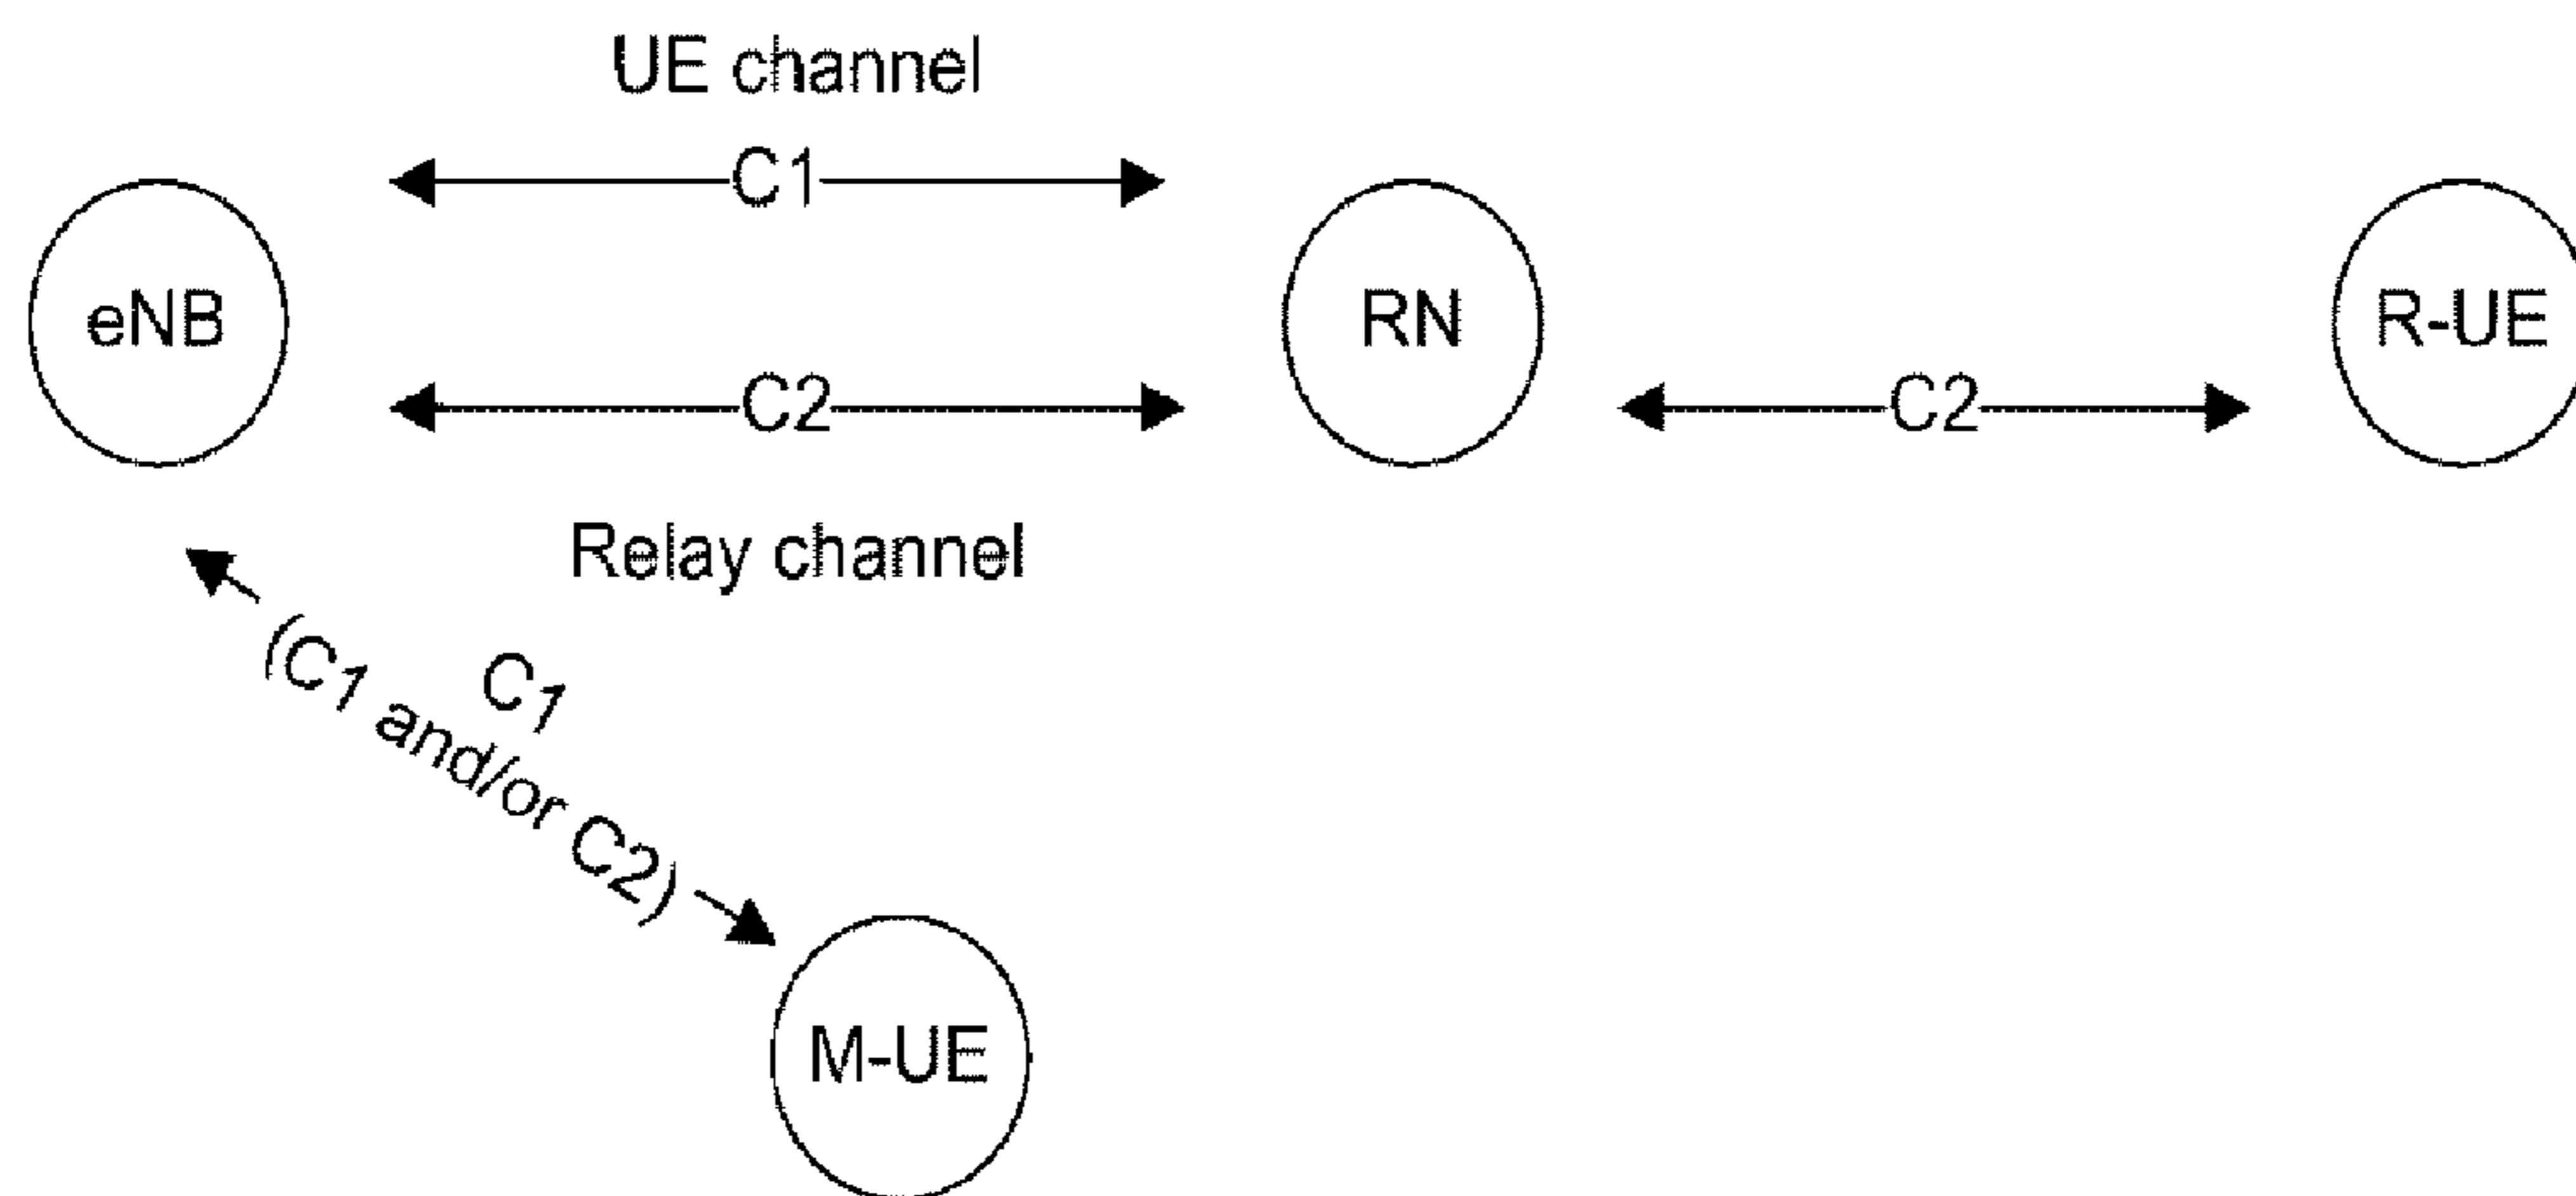 UE channel
C1
eNB
RN
R-UE
C2
C2
Relay channel
C1
(C1 and/or C2)
M-UE